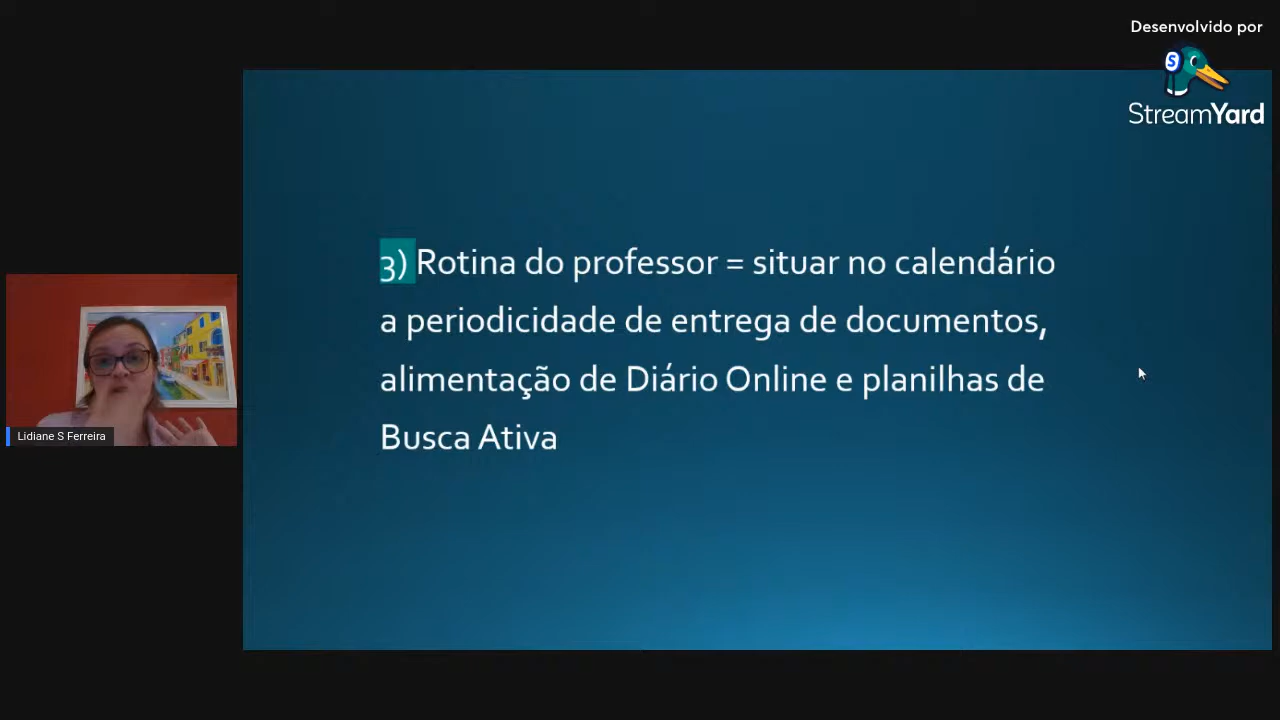 Desenvolvido por
StreamYard
3) Rotina do professor = situar no calendário
a periodicidade de entrega de documentos,
alimentação de Diário Online e planilhas de
Busca Ativa
Lidiane S Ferreira